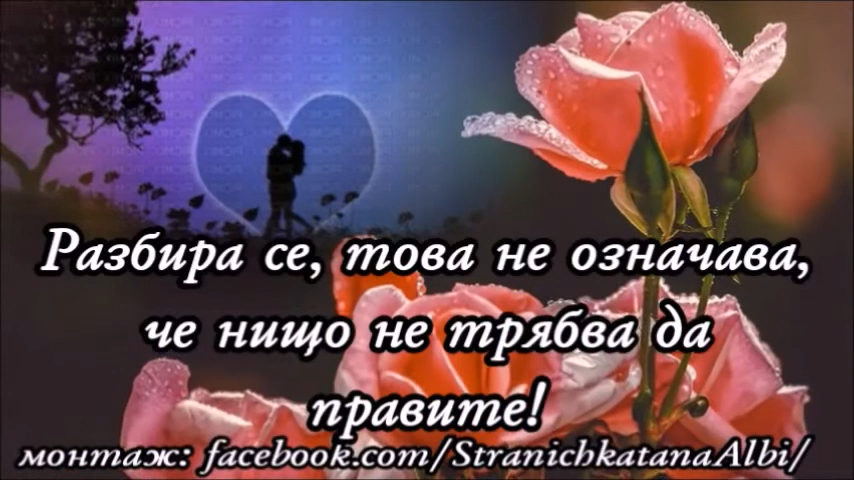 Разбира се, това не означава,
че нищо не трябва да
правите!
монтаж: facebook.com/StranichkatanaAlbi/